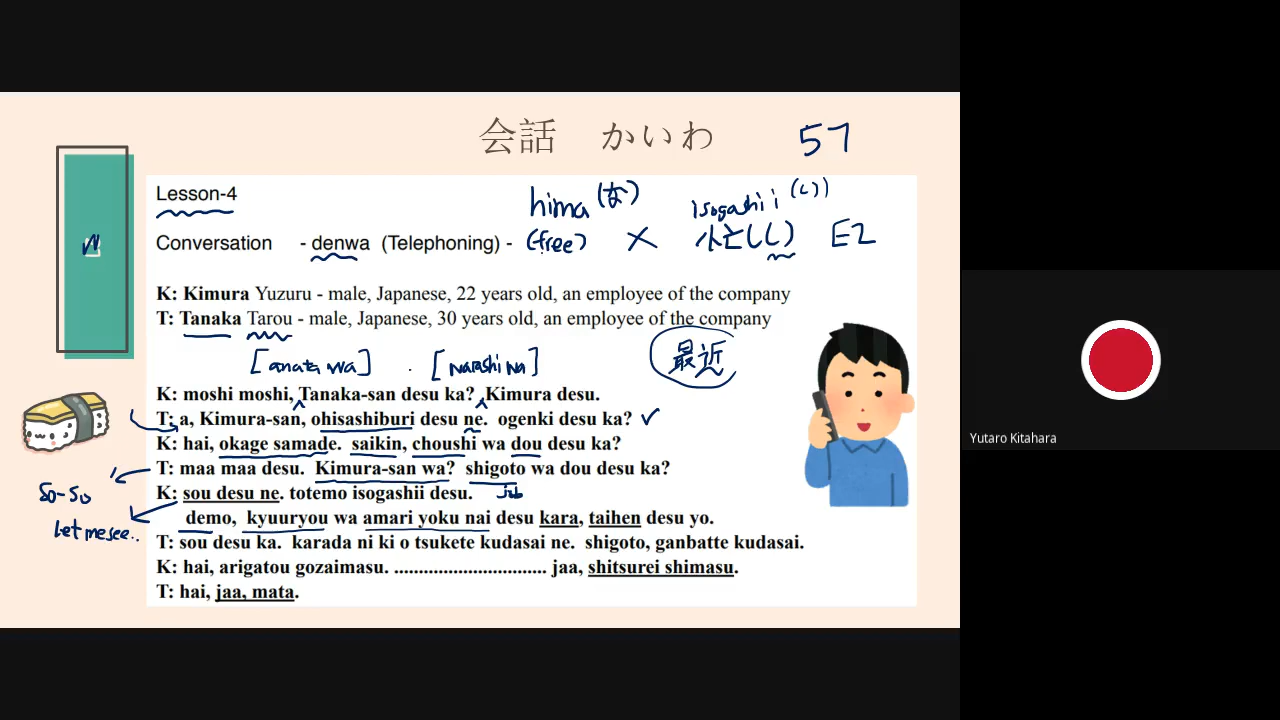 会話 かいわ 57
Lesson-4
hima (な) isogashii (い)
Conversation - denwa (Telephoning) - (free) × 忙しい
K: Kimura Yuzuru - male, Japanese, 22 years old, an employee of the company
T: Tanaka Tarou - male, Japanese, 30 years old, an employee of the company
[anata wa] [watashi wa] 最近
K: moshi moshi, Tanaka-san desu ka? Kimura desu.
T: a, Kimura-san, ohisashiburi desu ne. ogenki desu ka?
K: hai, okage samade. saikin, choushi wa dou desu ka?
T: maa maa desu. Kimura-san wa? shigoto wa dou desu ka?
So-So
K: sou desu ne. totemo isogashii desu. job
demo, kyuuryou wa amari yoku nai desu kara, taihen desu yo.
Let me see..
T: sou desu ka. karada ni ki o tsukete kudasai ne. shigoto, ganbatte kudasai.
K: hai, arigatou gozaimasu. ............................... jaa, shitsurei shimasu.
T: hai, jaa, mata.
Yutaro Kitahara